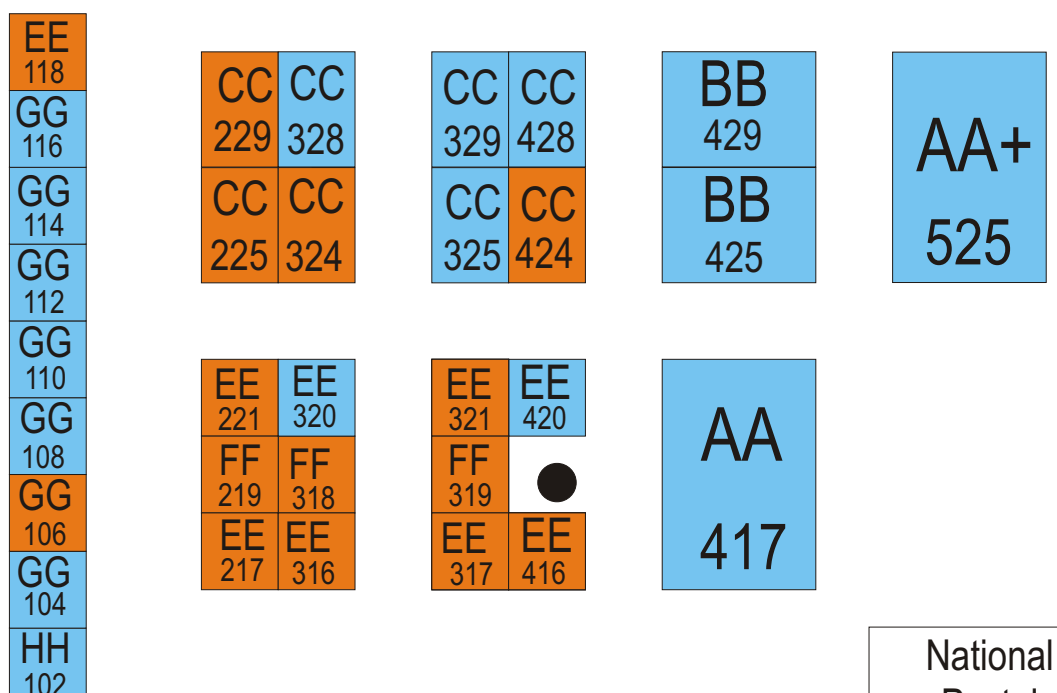 EE
118
GG
116
GG
114
GG
112
GG
110
GG
108
GG
106
GG
104
HH
102
CC CC
229 328
CC CC
225 324
CC CC
329 428
CC CC
325 424
BB
429
BB
425
AA+
525
EE EE
221 320
FF FF
219 318
EE EE
217 316
EE EE
321 420
FF
319
EE EE
317 416
AA
417
National